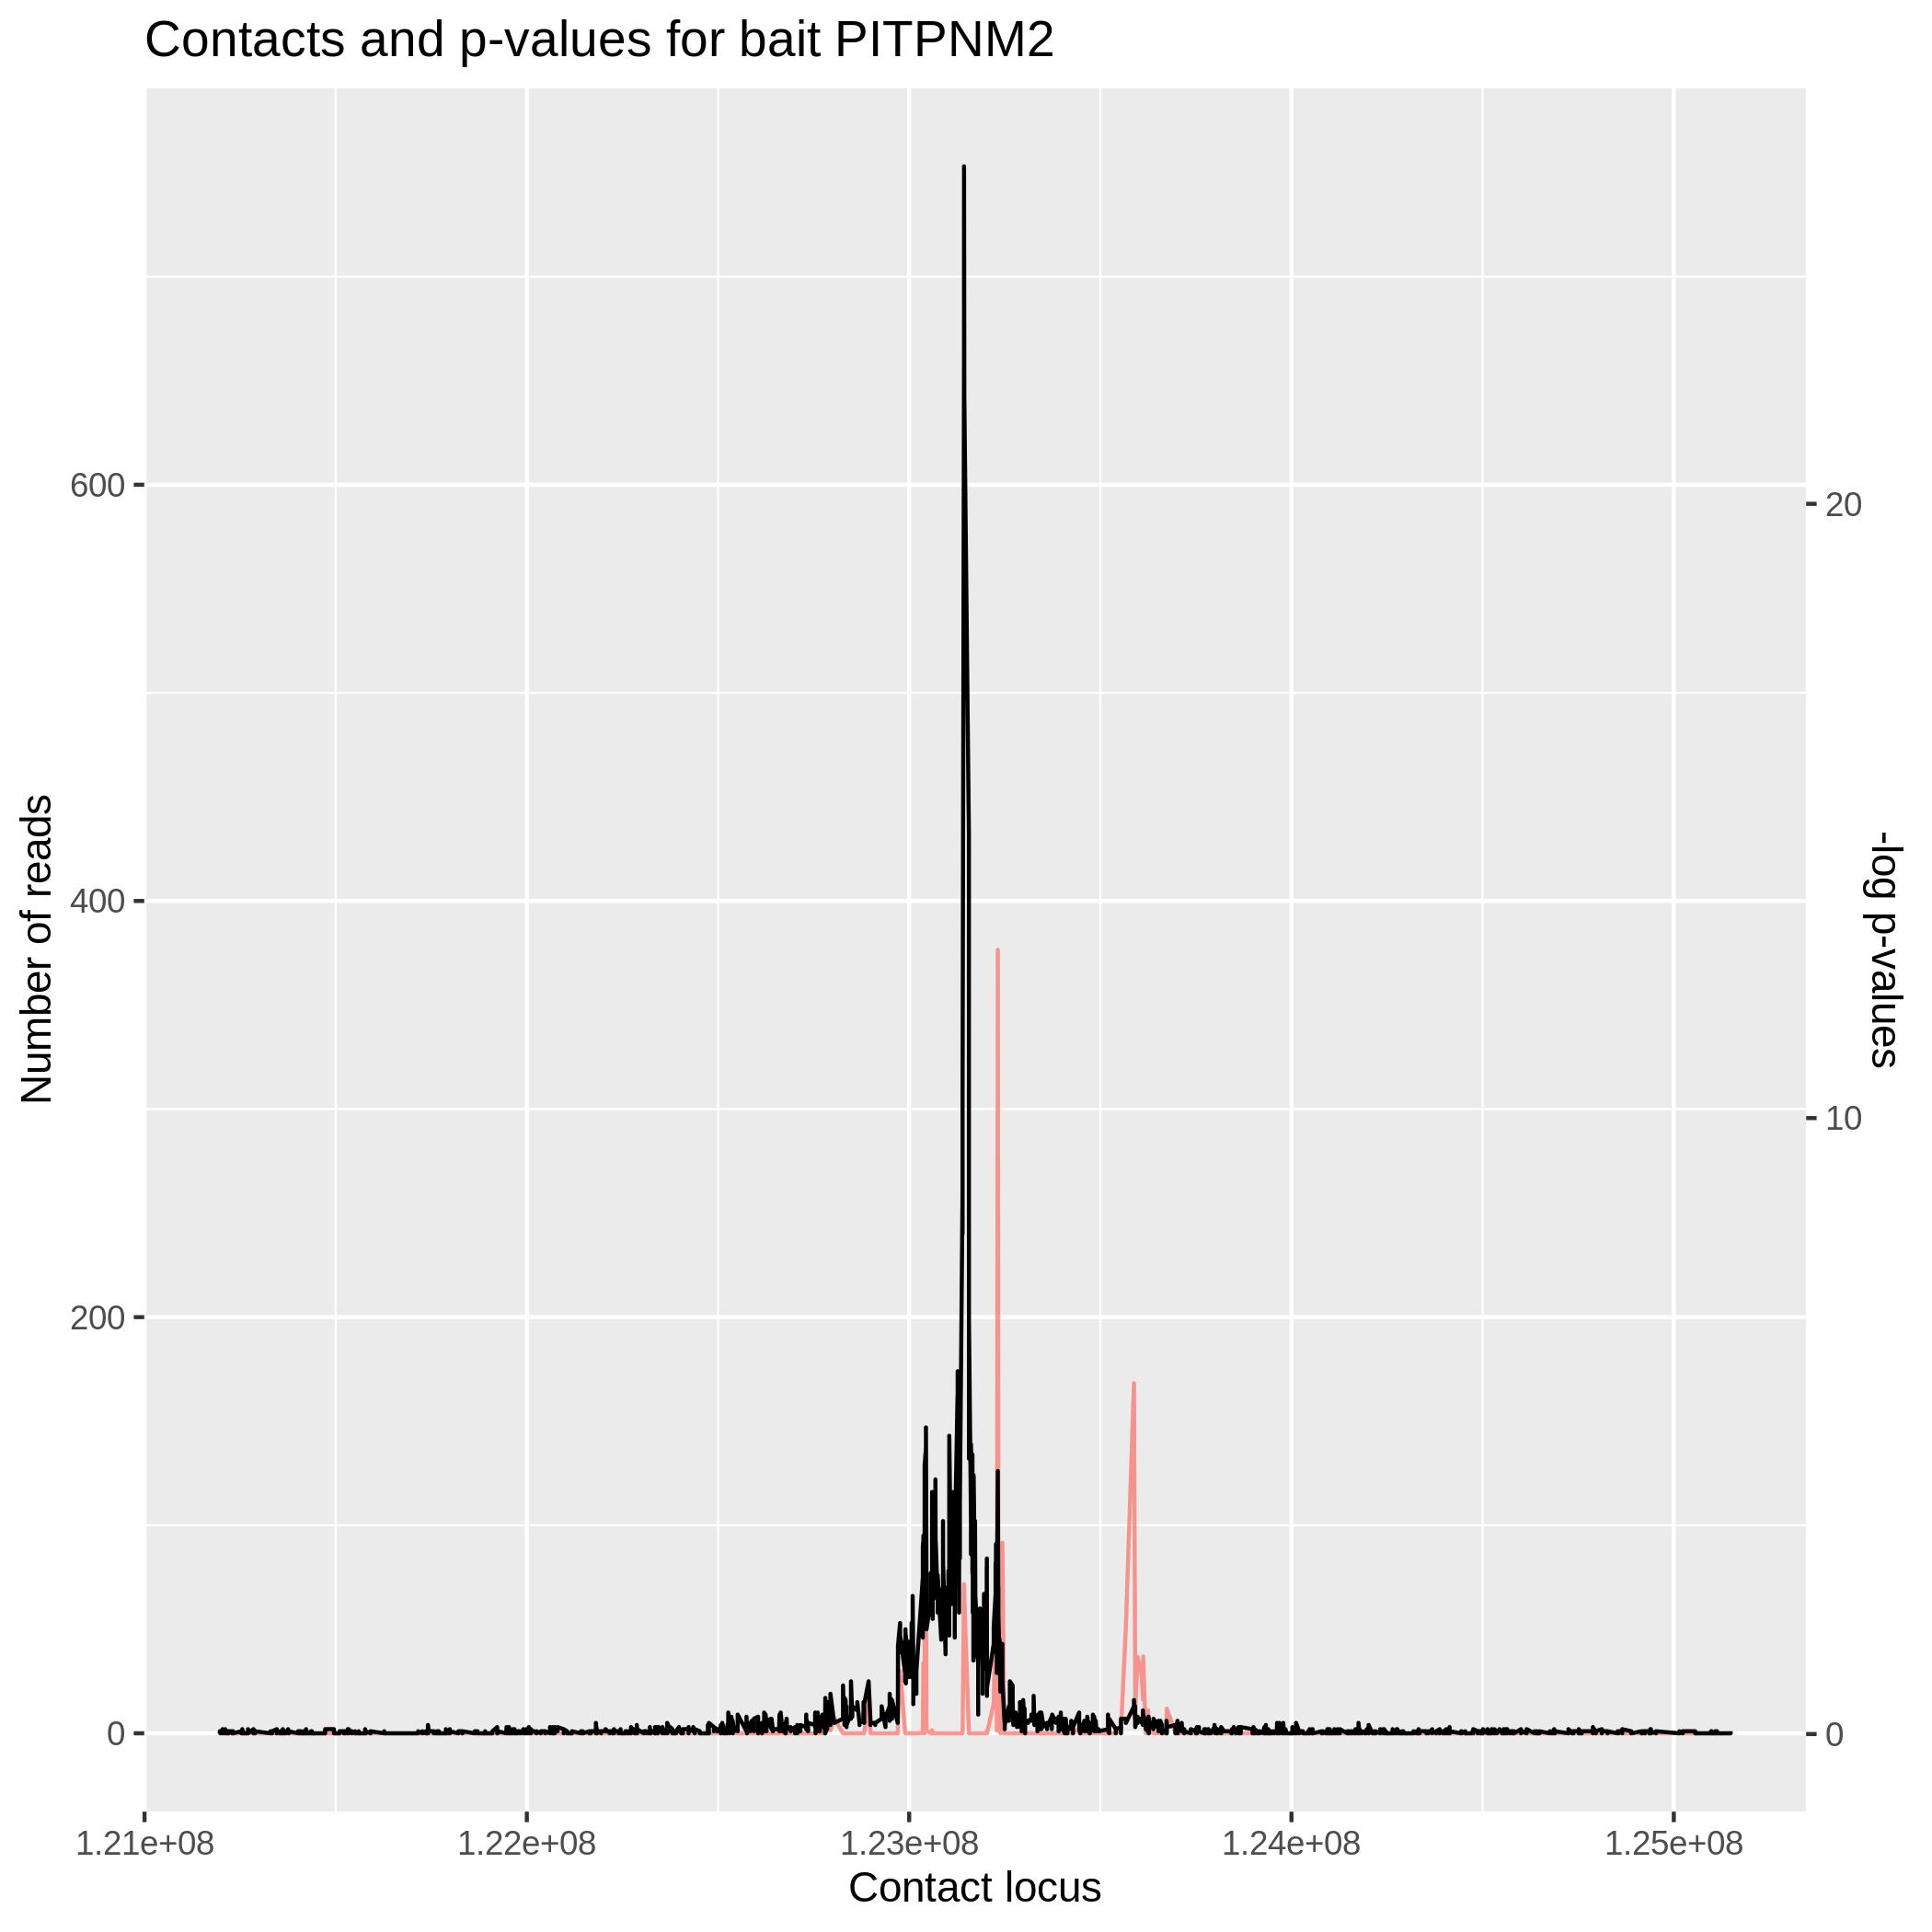 Contacts and p-values for bait PITPNM2
Number of reads
600
400
200
0
20
10
0
-log p-values
1.21e+08
1.22e+08
1.23e+08
1.24e+08
1.25e+08
Contact locus